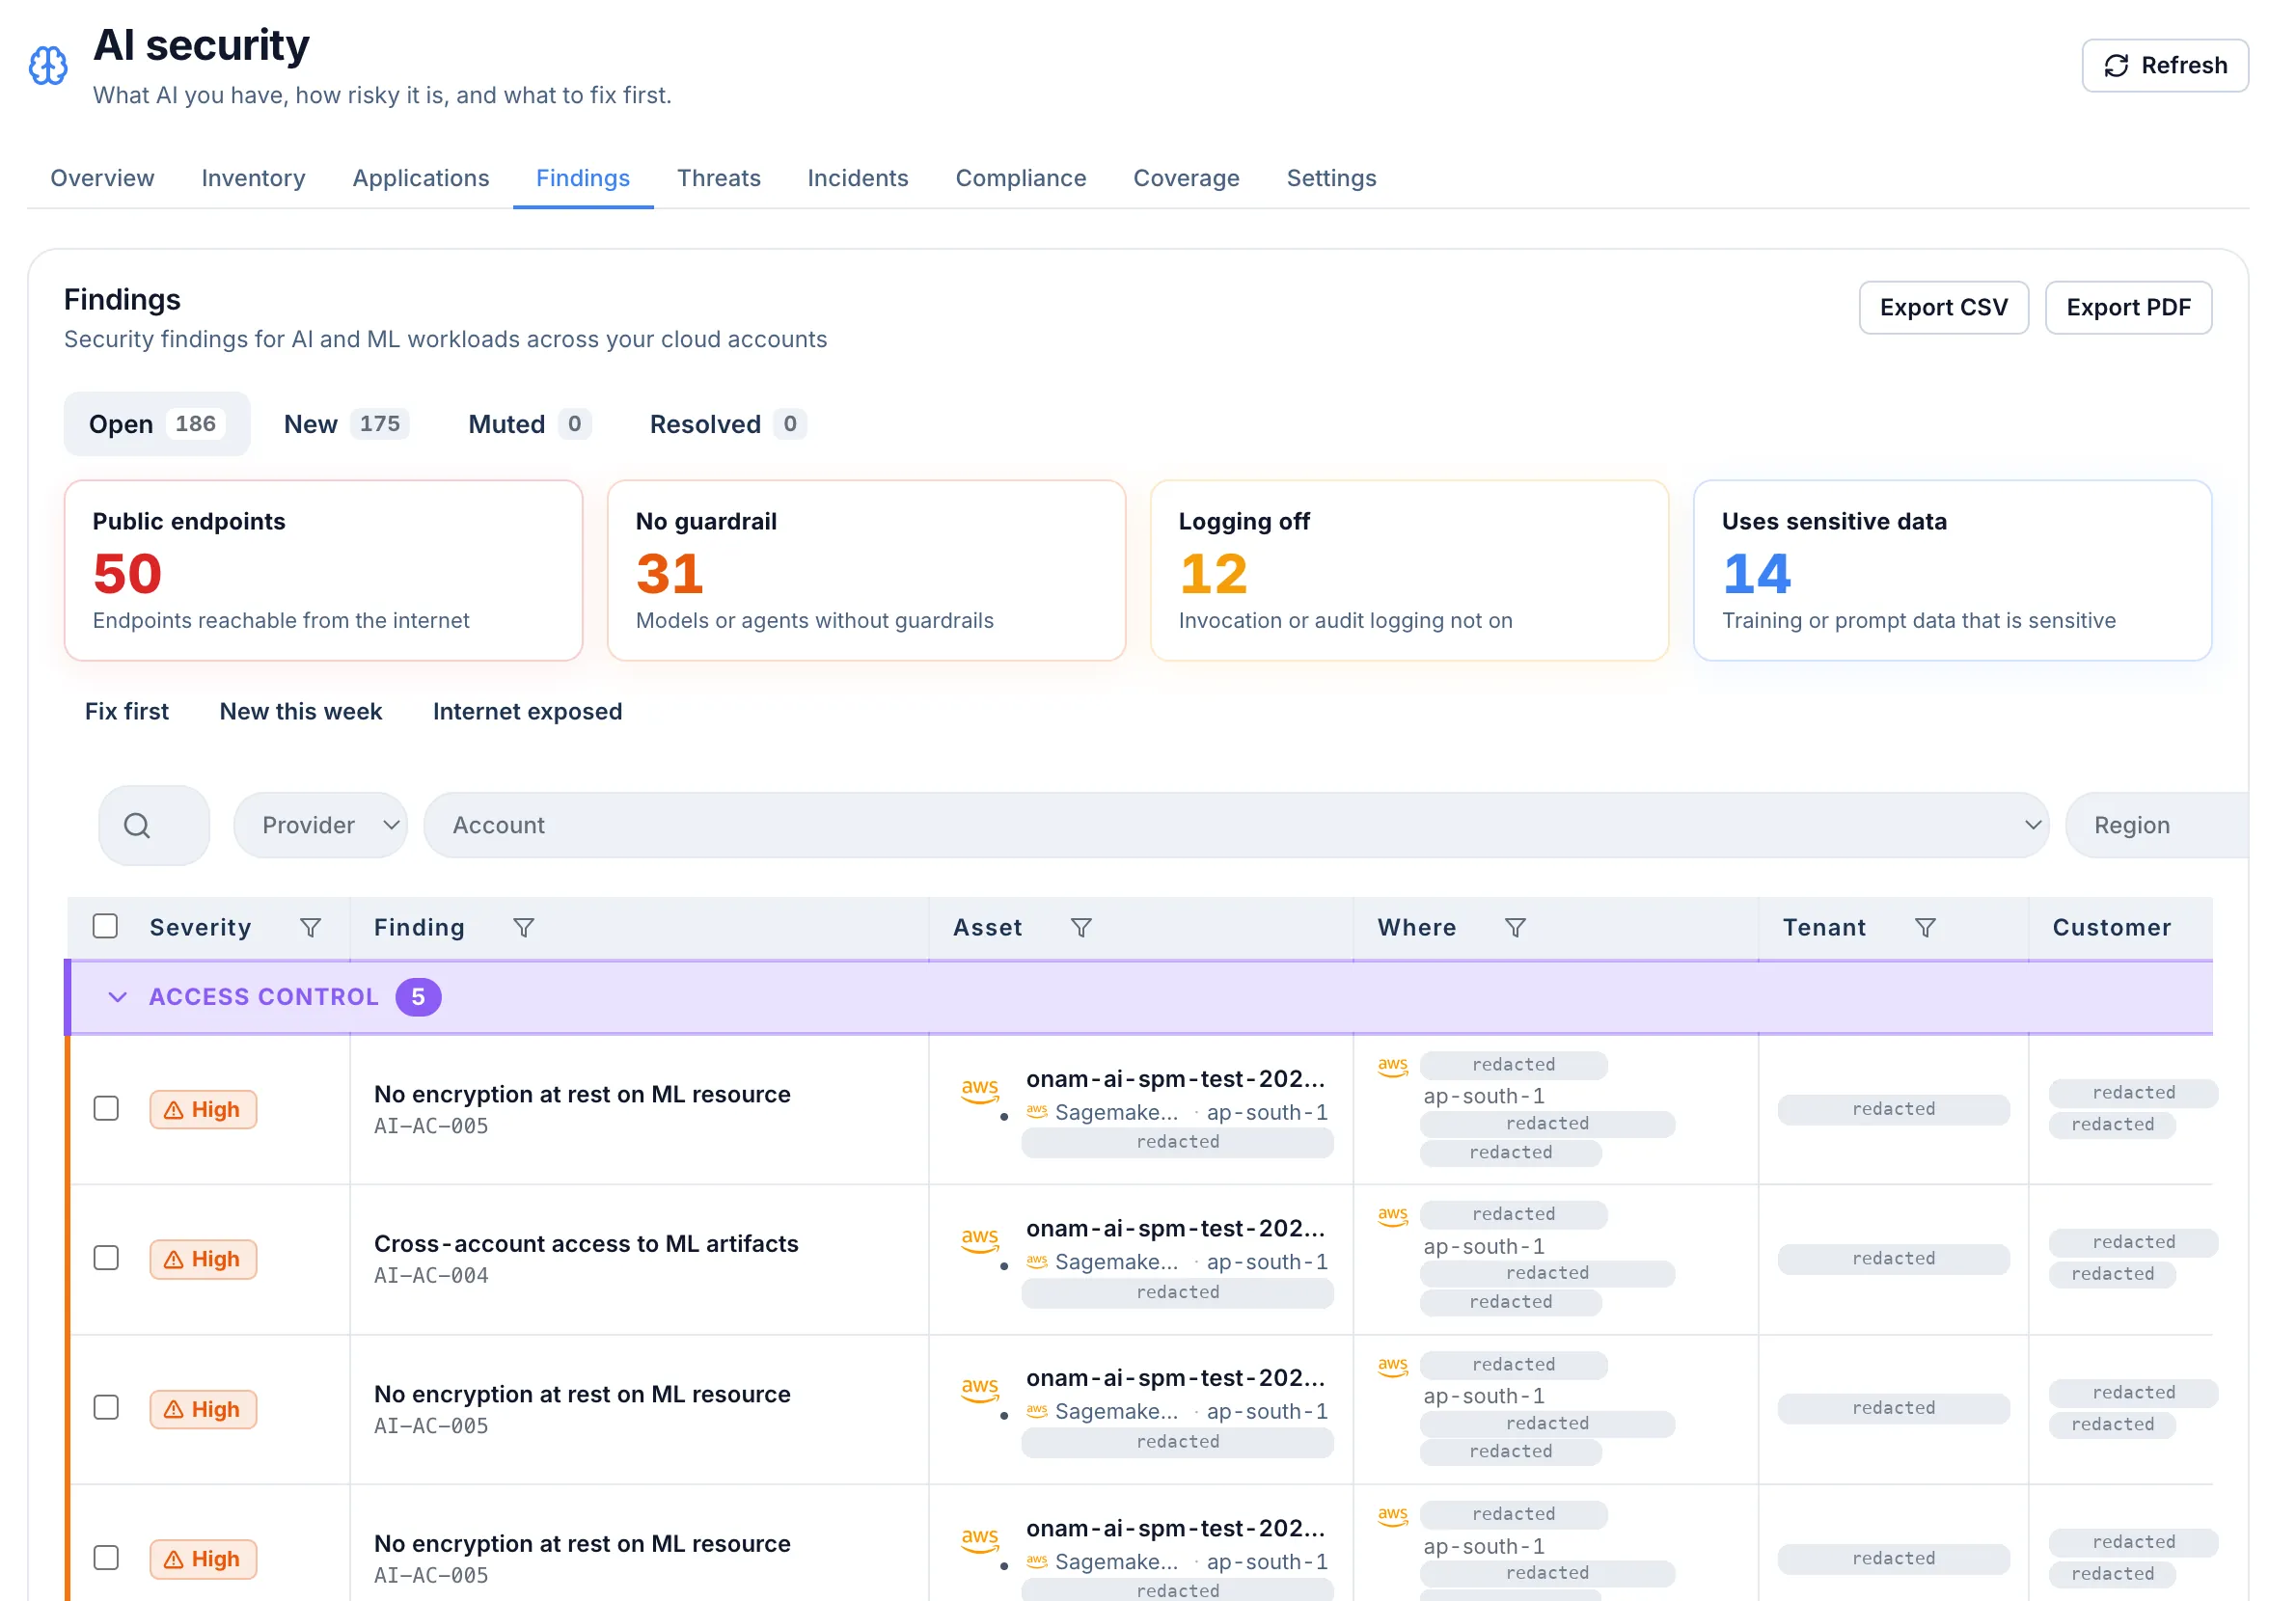 AI security
What AI you have, how risky it is, and what to fix first.
Refresh
Overview Inventory Applications Findings Threats Incidents Compliance Coverage Settings
Findings
Security findings for AI and ML workloads across your cloud accounts
Export CSV Export PDF
Open 186 New 175 Muted 0 Resolved 0
Public endpoints
50
Endpoints reachable from the internet
No guardrail
31
Models or agents without guardrails
Logging off
12
Invocation or audit logging not on
Uses sensitive data
14
Training or prompt data that is sensitive
Fix first New this week Internet exposed
Provider Account Region
Severity Finding Asset Where Tenant Customer
ACCESS CONTROL 5
High
No encryption at rest on ML resource
AI-AC-005
aws
onam-ai-spm-test-202...
aws Sagemake... · ap-south-1
redacted
aws redacted
ap-south-1
redacted
redacted
redacted
redacted
redacted
High
Cross-account access to ML artifacts
AI-AC-004
aws
onam-ai-spm-test-202...
aws Sagemake... · ap-south-1
redacted
aws redacted
ap-south-1
redacted
redacted
redacted
redacted
redacted
High
No encryption at rest on ML resource
AI-AC-005
aws
onam-ai-spm-test-202...
aws Sagemake... · ap-south-1
redacted
aws redacted
ap-south-1
redacted
redacted
redacted
redacted
redacted
High
No encryption at rest on ML resource
AI-AC-005
aws
onam-ai-spm-test-202...
aws Sagemake... · ap-south-1
redacted
aws redacted
ap-south-1
redacted
redacted
redacted
redacted